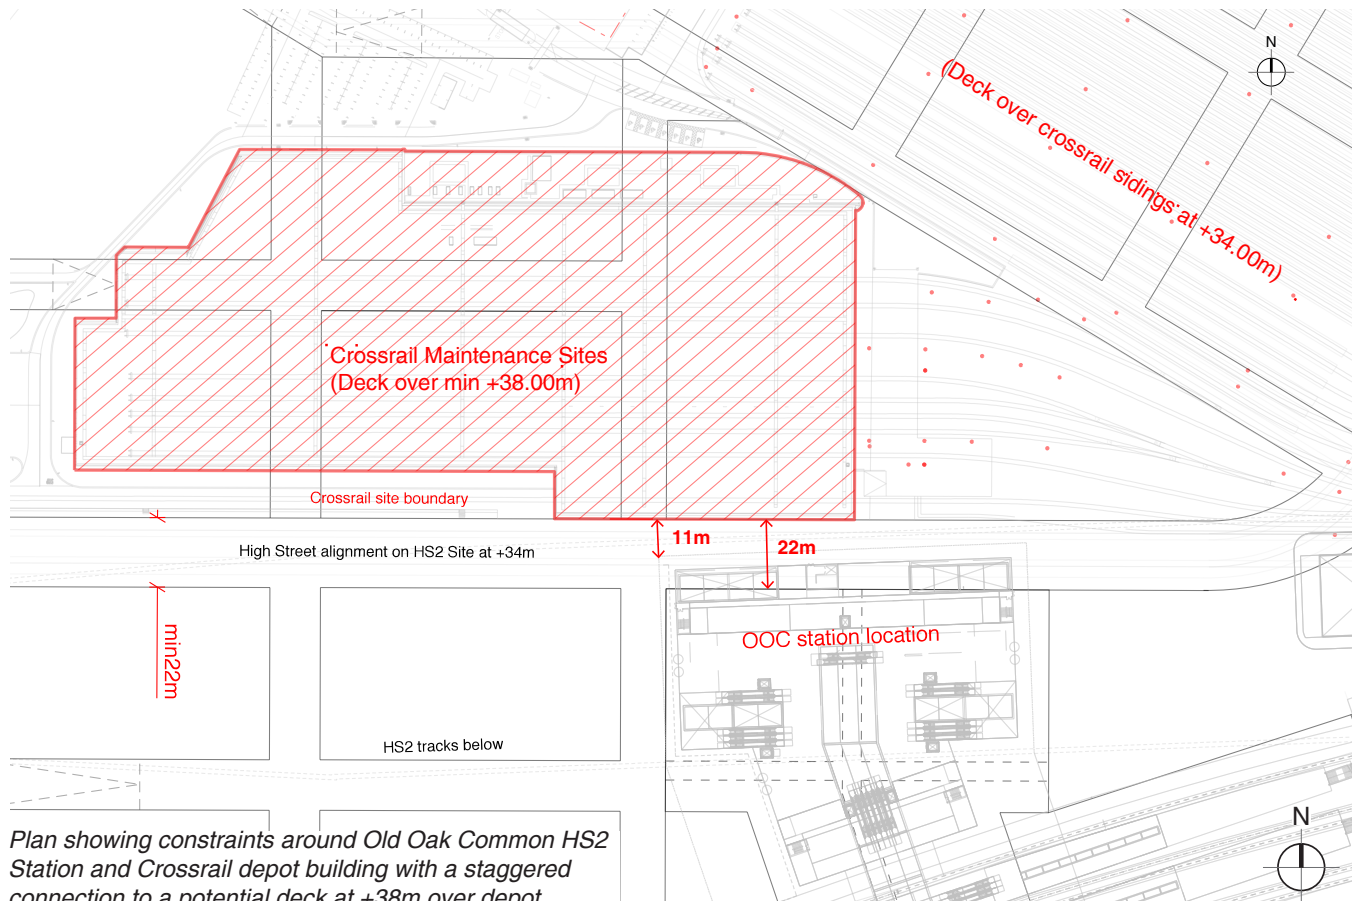 N
(Deck over crossrail sidings at +34.00m)
Crossrail Maintenance Sites
(Deck over min +38.00m)
Crossrail site boundary
11m
22m
High Street alignment on HS2 Site at +34m
min22m
OOC station location
HS2 tracks below
N
Plan showing constraints around Old Oak Common HS2
Station and Crossrail depot building with a staggered
connection to a potential deck at +38m over depot